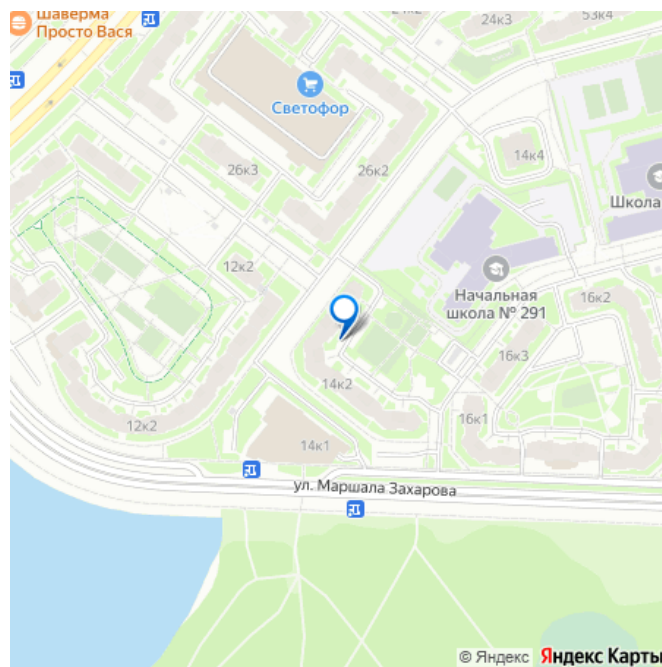 Шаверма
Просто Вася
24к3
53к4
Светофор
26к3
26к2
14к4
Школа
12к2
Начальная
школа № 291
16к2
16к3
14к2
16к1
12к2
14к1
ул. Маршала Захарова
© Яндекс Яндекс Карты